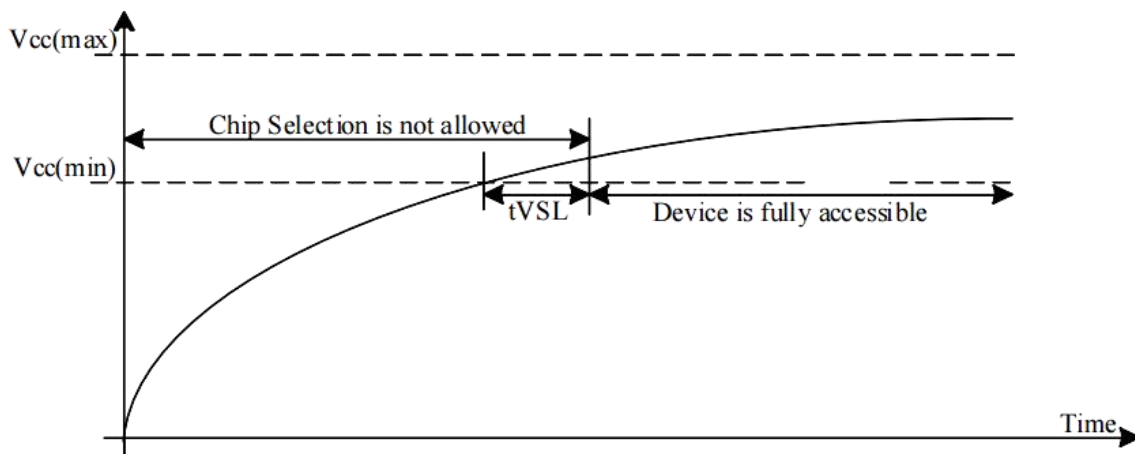 Vcc(max)
Chip Selection is not allowed
Vcc(min)
tVSL
Device is fully accessible
Time